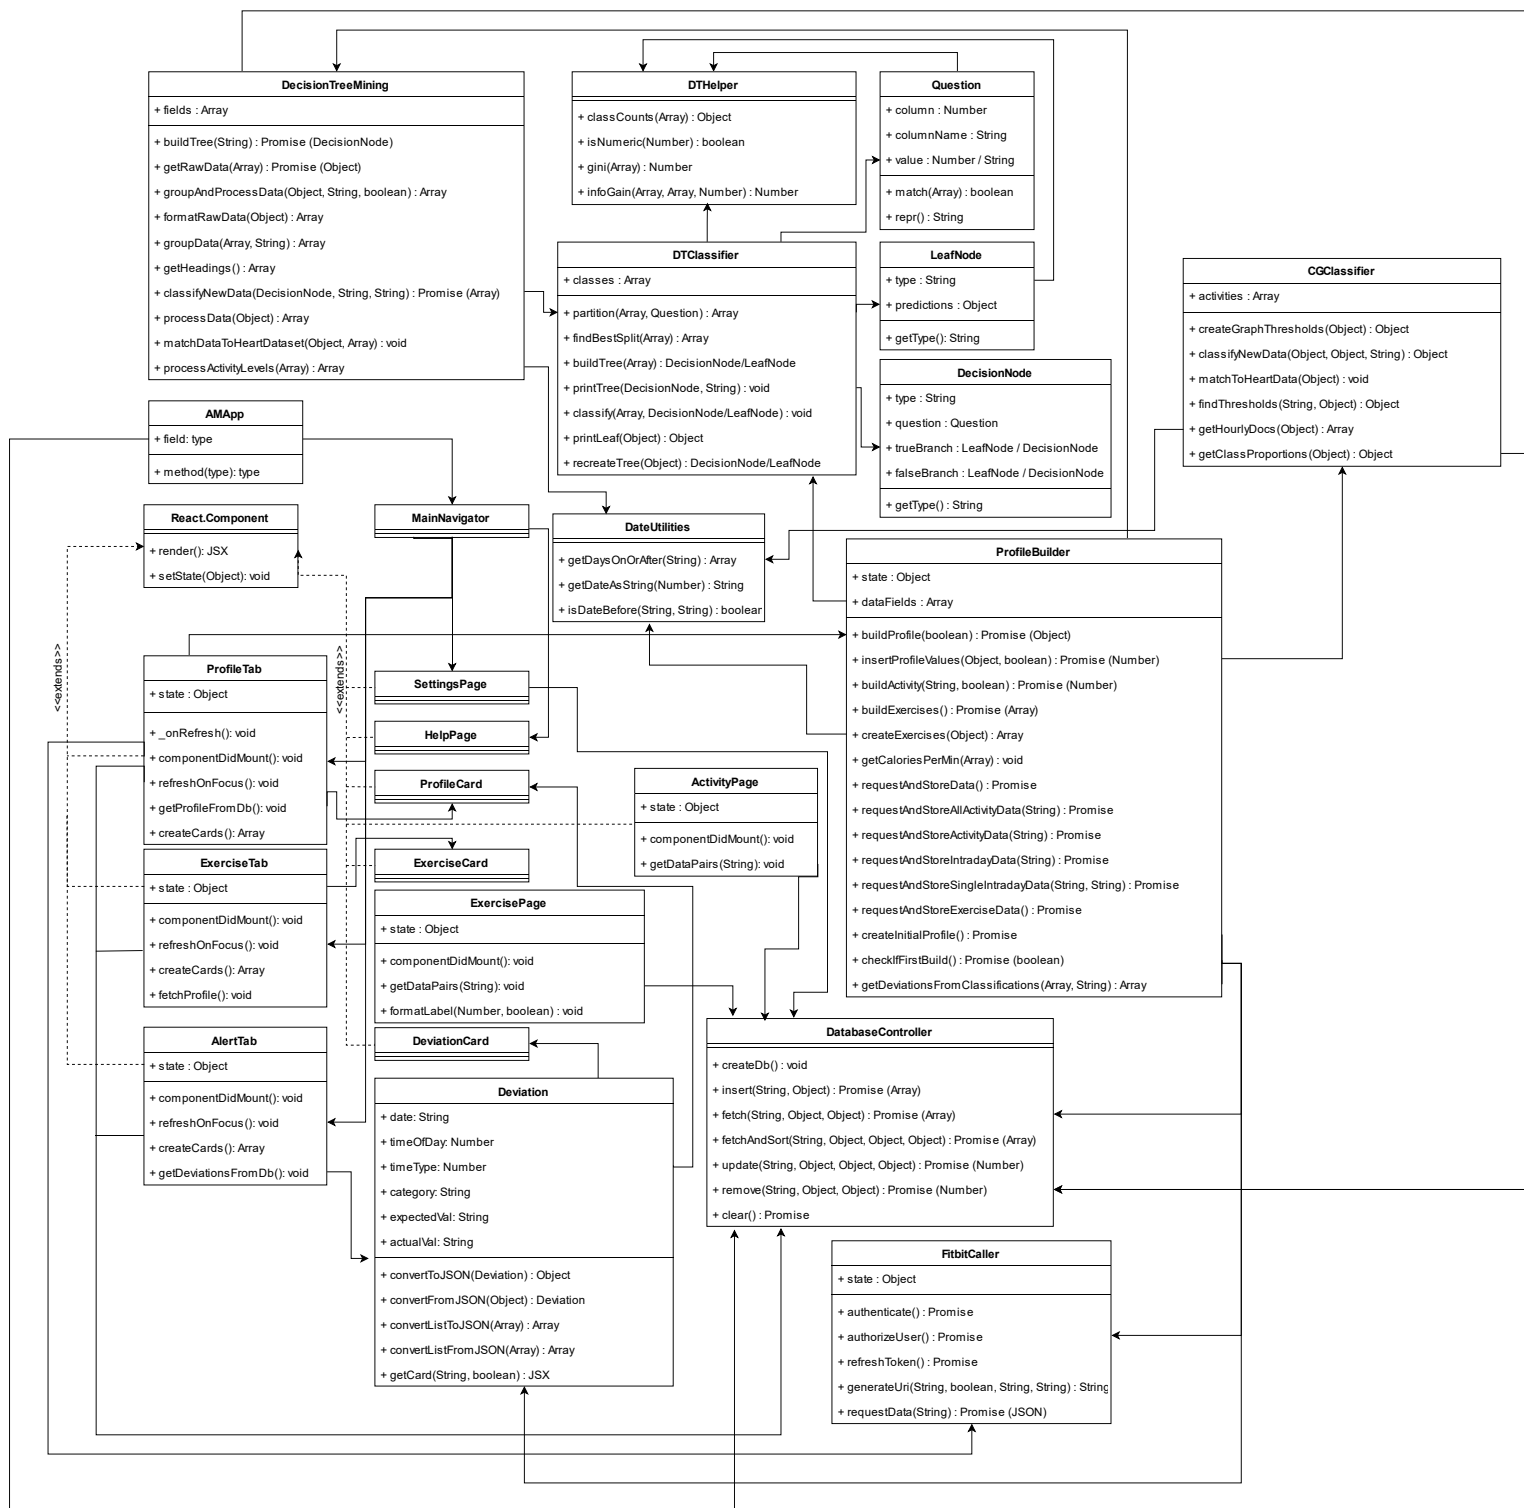 DecisionTreeMining
+ fields : Array
+ buildTree(String) : Promise (DecisionNode)
+ getRawData(Array) : Promise (Object)
+ groupAndProcessData(Object, String, boolean) : Array
+ formatRawData(Object) : Array
+ groupData(Array, String) : Array
+ getHeadings() : Array
+ classifyNewData(DecisionNode, String, String) : Promise (Array)
+ processData(Object) : Array
+ matchDataToHeartDataset(Object, Array) : void
+ processActivityLevels(Array) : Array
DTHelper
+ classCounts(Array) : Object
+ isNumeric(Number) : boolean
+ gini(Array) : Number
+ infoGain(Array, Array, Number) : Number
Question
+ column : Number
+ columnName : String
+ value : Number / String
+ match(Array) : boolean
+ repr() : String
DTClassifier
+ classes : Array
+ partition(Array, Question) : Array
+ findBestSplit(Array) : Array
+ buildTree(Array) : DecisionNode/LeafNode
+ printTree(DecisionNode, String) : void
+ classify(Array, DecisionNode/LeafNode) : void
+ printLeaf(Object) : Object
+ recreateTree(Object) : DecisionNode/LeafNode
LeafNode
+ type : String
+ predictions : Object
+ getType(): String
DecisionNode
+ type : String
+ question : Question
+ trueBranch : LeafNode / DecisionNode
+ falseBranch : LeafNode / DecisionNode
+ getType() : String
CGClassifier
+ activities : Array
+ createGraphThresholds(Object) : Object
+ classifyNewData(Object, Object, String) : Object
+ matchToHeartData(Object) : void
+ findThresholds(String, Object) : Object
+ getHourlyDocs(Object) : Array
+ getClassProportions(Object) : Object
AMApp
+ field: type
+ method(type): type
React.Component
+ render(): JSX
+ setState(Object): void
MainNavigator
DateUtilities
+ getDaysOnOrAfter(String) : Array
+ getDateAsString(Number) : String
+ isDateBefore(String, String) : boolean
ProfileBuilder
+ state : Object
+ dataFields : Array
+ buildProfile(boolean) : Promise (Object)
+ insertProfileValues(Object, boolean) : Promise (Number)
+ buildActivity(String, boolean) : Promise (Number)
+ buildExercises() : Promise (Array)
+ createExercises(Object) : Array
+ getCaloriesPerMin(Array) : void
+ requestAndStoreData() : Promise
+ requestAndStoreAllActivityData(String) : Promise
+ requestAndStoreActivityData(String) : Promise
+ requestAndStoreIntradayData(String) : Promise
+ requestAndStoreSingleIntradayData(String, String) : Promise
+ requestAndStoreExerciseData() : Promise
+ createInitialProfile() : Promise
+ checkIfFirstBuild() : Promise (boolean)
+ getDeviationsFromClassifications(Array, String) : Array
<<extends>>
<<extends>>
ProfileTab
+ state : Object
+ _onRefresh(): void
+ componentDidMount(): void
+ refreshOnFocus(): void
+ getProfileFromDb(): void
+ createCards(): Array
SettingsPage
HelpPage
ProfileCard
ActivityPage
+ state : Object
+ componentDidMount(): void
+ getDataPairs(String): void
ExerciseTab
+ state : Object
+ componentDidMount(): void
+ refreshOnFocus(): void
+ createCards(): Array
+ fetchProfile(): void
ExerciseCard
ExercisePage
+ state : Object
+ componentDidMount(): void
+ getDataPairs(String): void
+ formatLabel(Number, boolean) : void
AlertTab
+ state : Object
+ componentDidMount(): void
+ refreshOnFocus(): void
+ createCards(): Array
+ getDeviationsFromDb(): void
DeviationCard
Deviation
+ date: String
+ timeOfDay: Number
+ timeType: Number
+ category: String
+ expectedVal: String
+ actualVal: String
+ convertToJSON(Deviation) : Object
+ convertFromJSON(Object) : Deviation
+ convertListToJSON(Array) : Array
+ convertListFromJSON(Array) : Array
+ getCard(String, boolean) : JSX
DatabaseController
+ createDb() : void
+ insert(String, Object) : Promise (Array)
+ fetch(String, Object, Object) : Promise (Array)
+ fetchAndSort(String, Object, Object, Object) : Promise (Array)
+ update(String, Object, Object, Object) : Promise (Number)
+ remove(String, Object, Object) : Promise (Number)
+ clear() : Promise
FitbitCaller
+ state : Object
+ authenticate() : Promise
+ authorizeUser() : Promise
+ refreshToken() : Promise
+ generateUri(String, boolean, String, String) : String
+ requestData(String) : Promise (JSON)